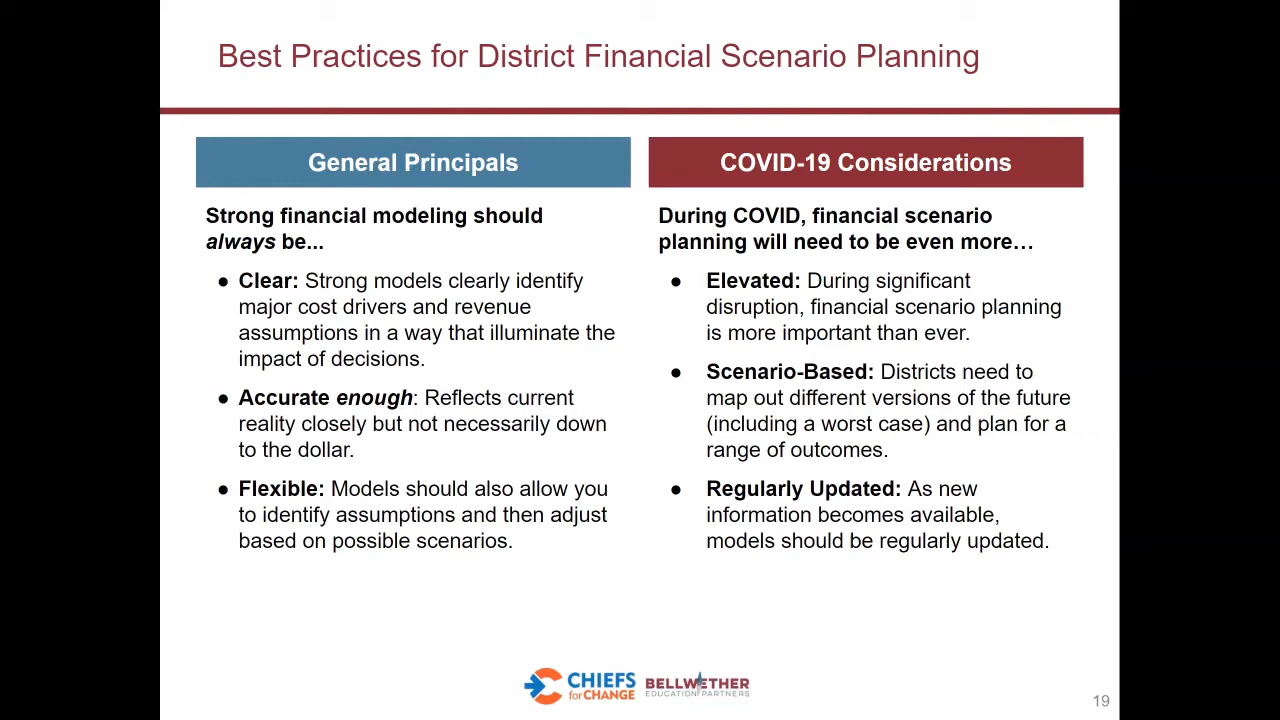 Best Practices for District Financial Scenario Planning
General Principals
Strong financial modeling should
always be...
● Clear: Strong models clearly identify
major cost drivers and revenue
assumptions in a way that illuminate the
impact of decisions.
● Accurate enough: Reflects current
reality closely but not necessarily down
to the dollar.
● Flexible: Models should also allow you
to identify assumptions and then adjust
based on possible scenarios.
COVID-19 Considerations
During COVID, financial scenario
planning will need to be even more…
● Elevated: During significant
disruption, financial scenario planning
is more important than ever.
● Scenario-Based: Districts need to
map out different versions of the future
(including a worst case) and plan for a
range of outcomes.
● Regularly Updated: As new
information becomes available,
models should be regularly updated.
CHIEFS
for CHANGE
BELLWETHER
EDUCATION PARTNERS
19